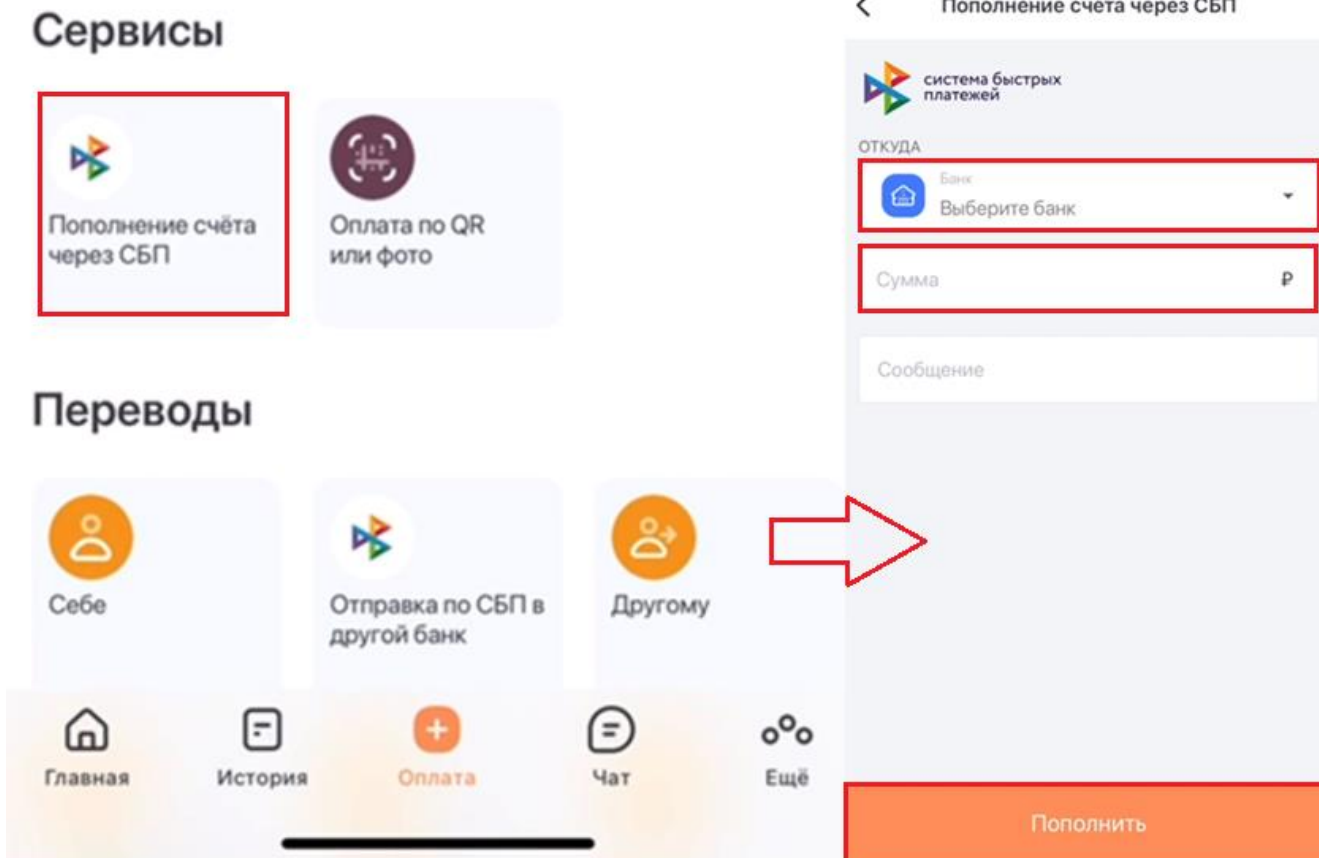 Сервисы
Пополнение счёта
через СБП
Оплата по QR
или фото
Переводы
Себе
Отправка по СБП в
другой банк
Другому
Главная
История
Оплата
Чат
Ещё
Пополнение счета через СБП
система быстрых
платежей
ОТКУДА
Банк
Выберите банк
Сумма
₽
Сообщение
Пополнить